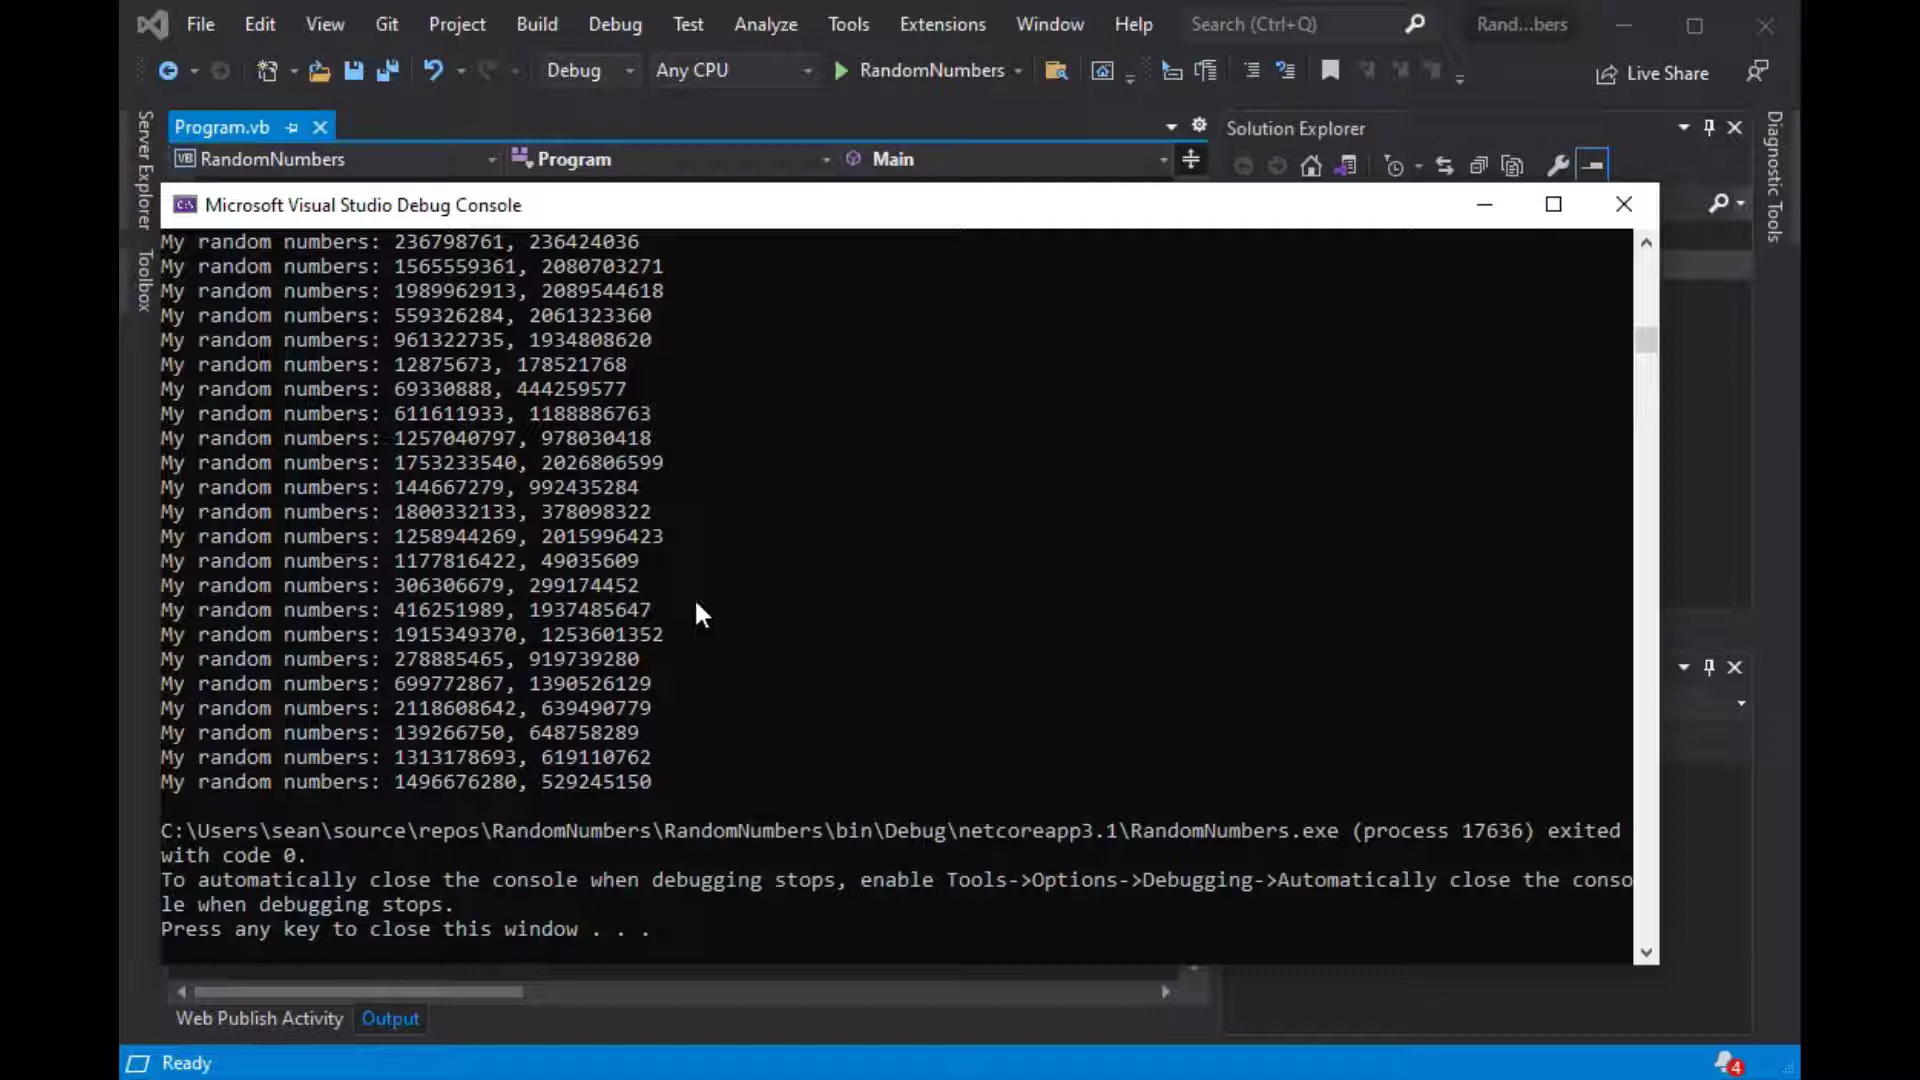 File Edit View Git Project Build Debug Test Analyze Tools Extensions Window Help Search (Ctrl+Q) Rand...bers
Debug Any CPU RandomNumbers Live Share
Server Explorer
Toolbox
Program.vb
VB RandomNumbers Program Main
Solution Explorer
Diagnostic Tools
Microsoft Visual Studio Debug Console
My random numbers: 236798761, 236424036
My random numbers: 1565559361, 2080703271
My random numbers: 1989962913, 2089544618
My random numbers: 559326284, 2061323360
My random numbers: 961322735, 1934808620
My random numbers: 12875673, 178521768
My random numbers: 69330888, 444259577
My random numbers: 611611933, 1188886763
My random numbers: 1257040797, 978030418
My random numbers: 1753233540, 2026806599
My random numbers: 144667279, 992435284
My random numbers: 1800332133, 378098322
My random numbers: 1258944269, 2015996423
My random numbers: 1177816422, 49035609
My random numbers: 306306679, 299174452
My random numbers: 416251989, 1937485647
My random numbers: 1915349370, 1253601352
My random numbers: 278885465, 919739280
My random numbers: 699772867, 1390526129
My random numbers: 2118608642, 639490779
My random numbers: 139266750, 648758289
My random numbers: 1313178693, 619110762
My random numbers: 1496676280, 529245150
C:\Users\sean\source\repos\RandomNumbers\RandomNumbers\bin\Debug\netcoreapp3.1\RandomNumbers.exe (process 17636) exited
with code 0.
To automatically close the console when debugging stops, enable Tools->Options->Debugging->Automatically close the conso
le when debugging stops.
Press any key to close this window . . .
Web Publish Activity Output
Ready 4